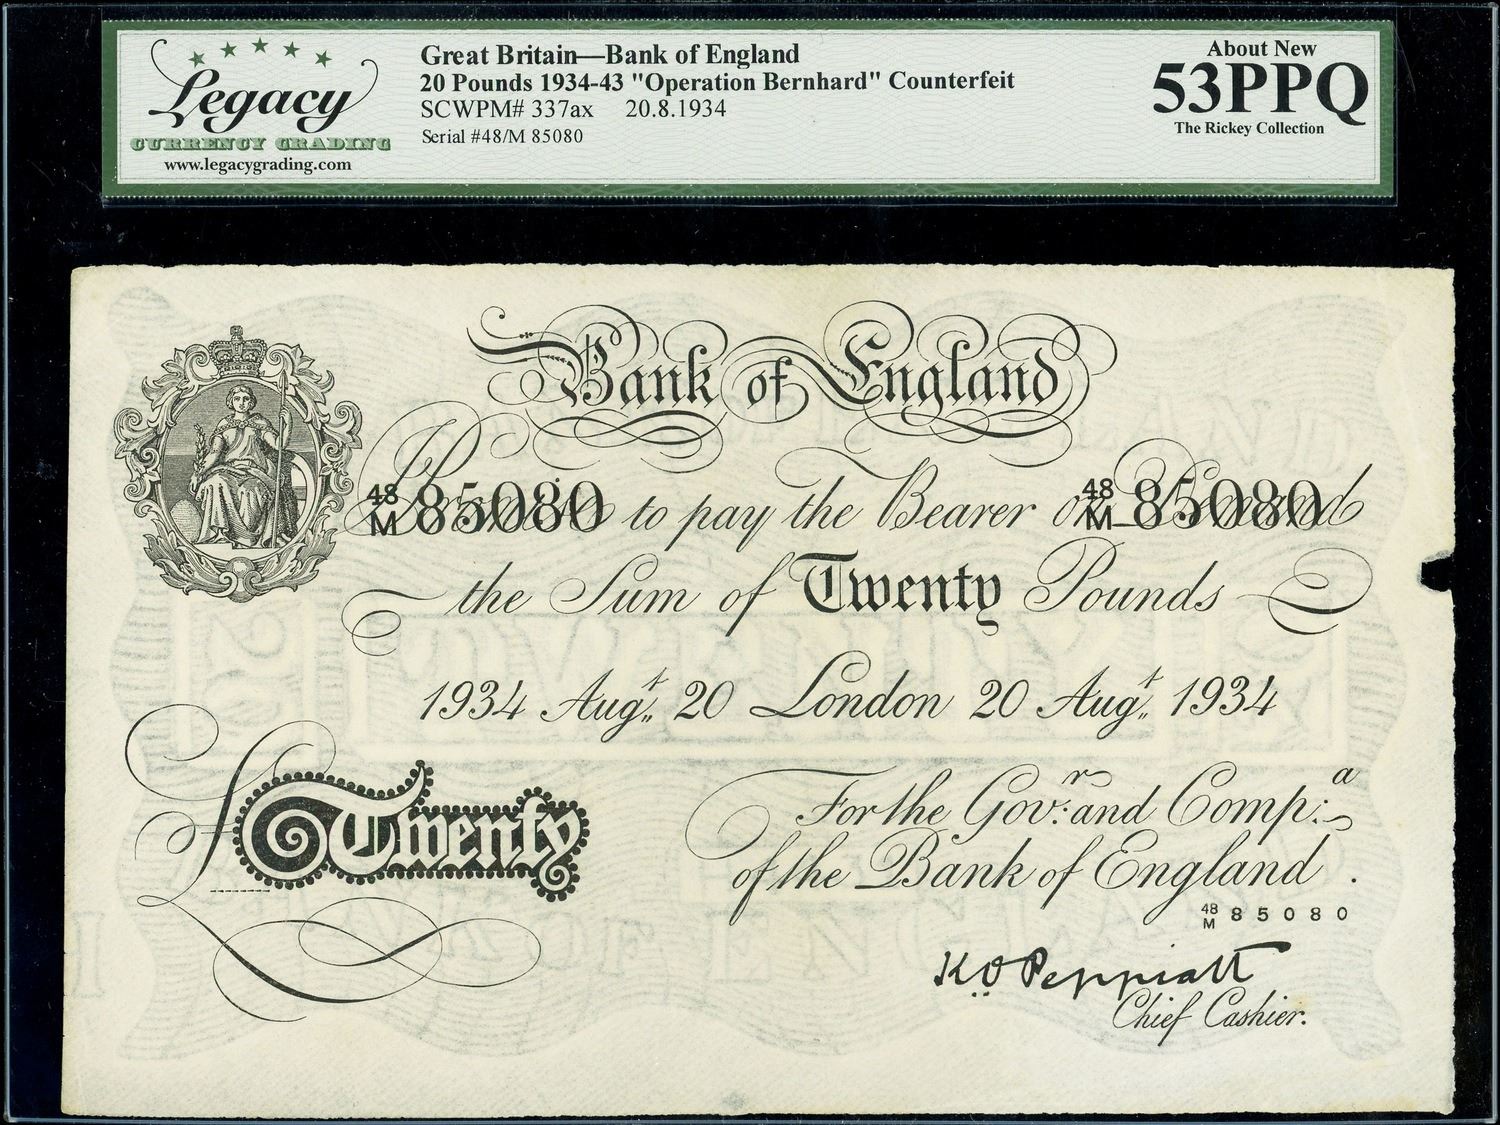 Legacy
CURRENCY GRADING
www.legacygrading.com
Great Britain—Bank of England
20 Pounds 1934-43 "Operation Bernhard" Counterfeit
SCWPM# 337ax 20.8.1934
Serial #48/M 85080
About New
53PPQ
The Rickey Collection
Bank of England
48/M 85080 to pay the Bearer on Demand 48/M 85080
the Sum of Twenty Pounds
1934 Augt. 20 London 20 Augt. 1934
For the Govr: and Compa:
£Twenty
of the Bank of England.
48/M 85080
K.O. Peppiatt
Chief Cashier.